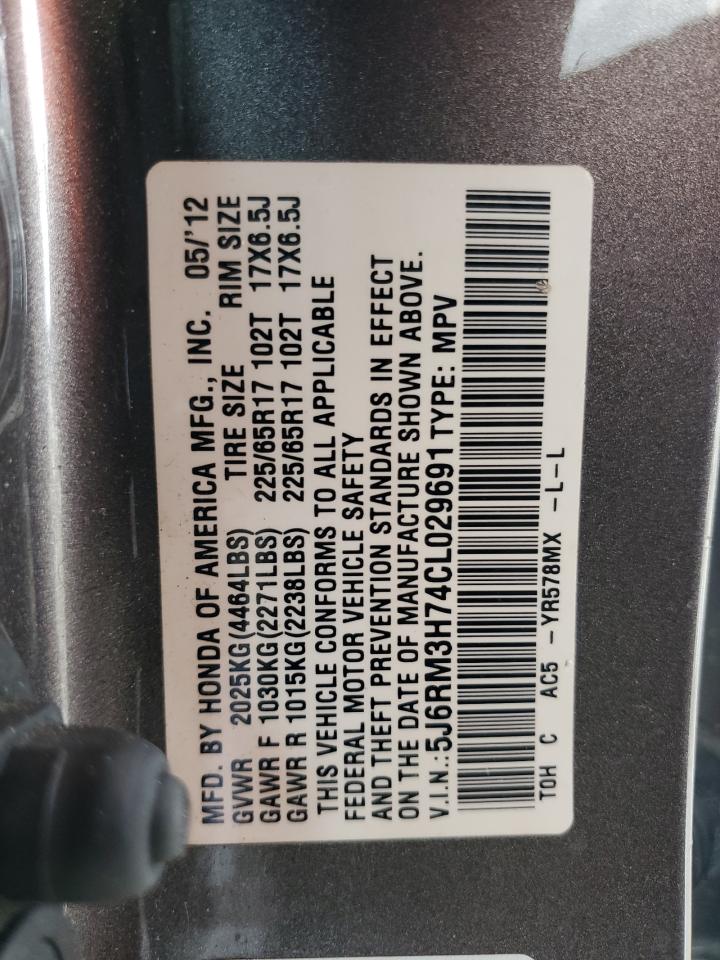 MFD. BY HONDA OF AMERICA MFG., INC. 05/'12
GVWR 2025KG(4464LBS) TIRE SIZE RIM SIZE
GAWR F 1030KG(2271LBS) 225/65R17 102T 17X6.5J
GAWR R 1015KG(2238LBS) 225/65R17 102T 17X6.5J
THIS VEHICLE CONFORMS TO ALL APPLICABLE
FEDERAL MOTOR VEHICLE SAFETY
AND THEFT PREVENTION STANDARDS IN EFFECT
ON THE DATE OF MANUFACTURE SHOWN ABOVE.
V.I.N.:5J6RM3H74CL029691 TYPE: MPV
TOH C AC5 -YR578MX -L-L